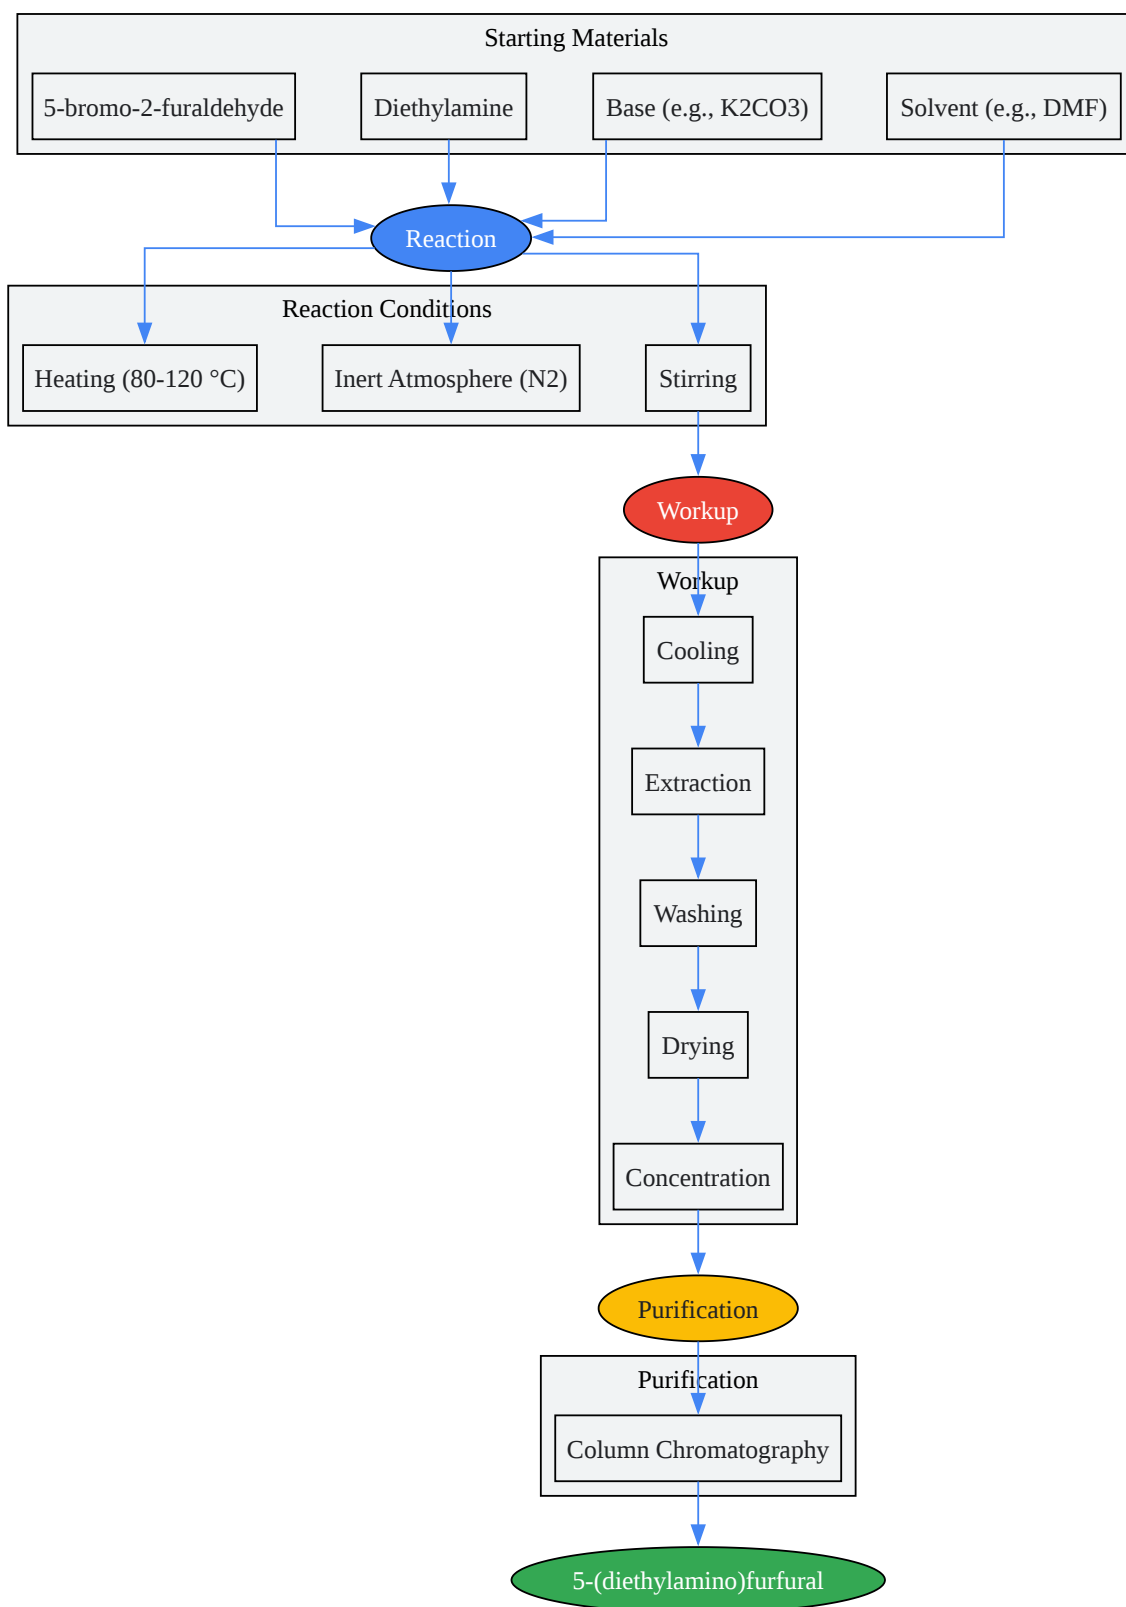 Starting Materials
5-bromo-2-furaldehyde
Diethylamine
Base (e.g., K2CO3)
Solvent (e.g., DMF)
Reaction
Reaction Conditions
Heating (80-120 °C)
Inert Atmosphere (N2)
Stirring
Workup
Workup
Cooling
Extraction
Washing
Drying
Concentration
Purification
Purification
Column Chromatography
5-(diethylamino)furfural